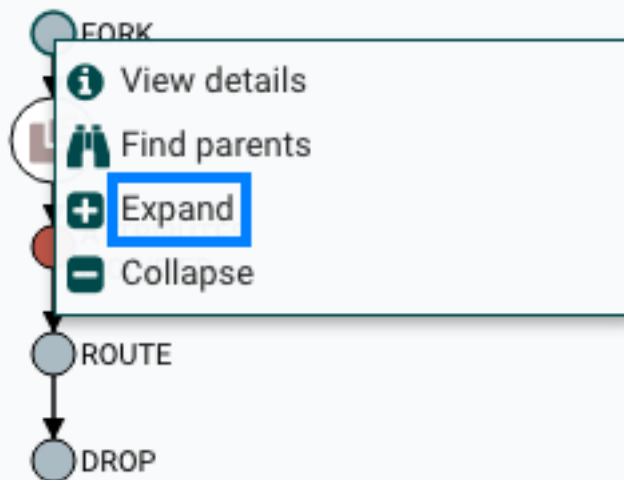 FORK
View details
Find parents
Expand
Collapse
ROUTE
DROP